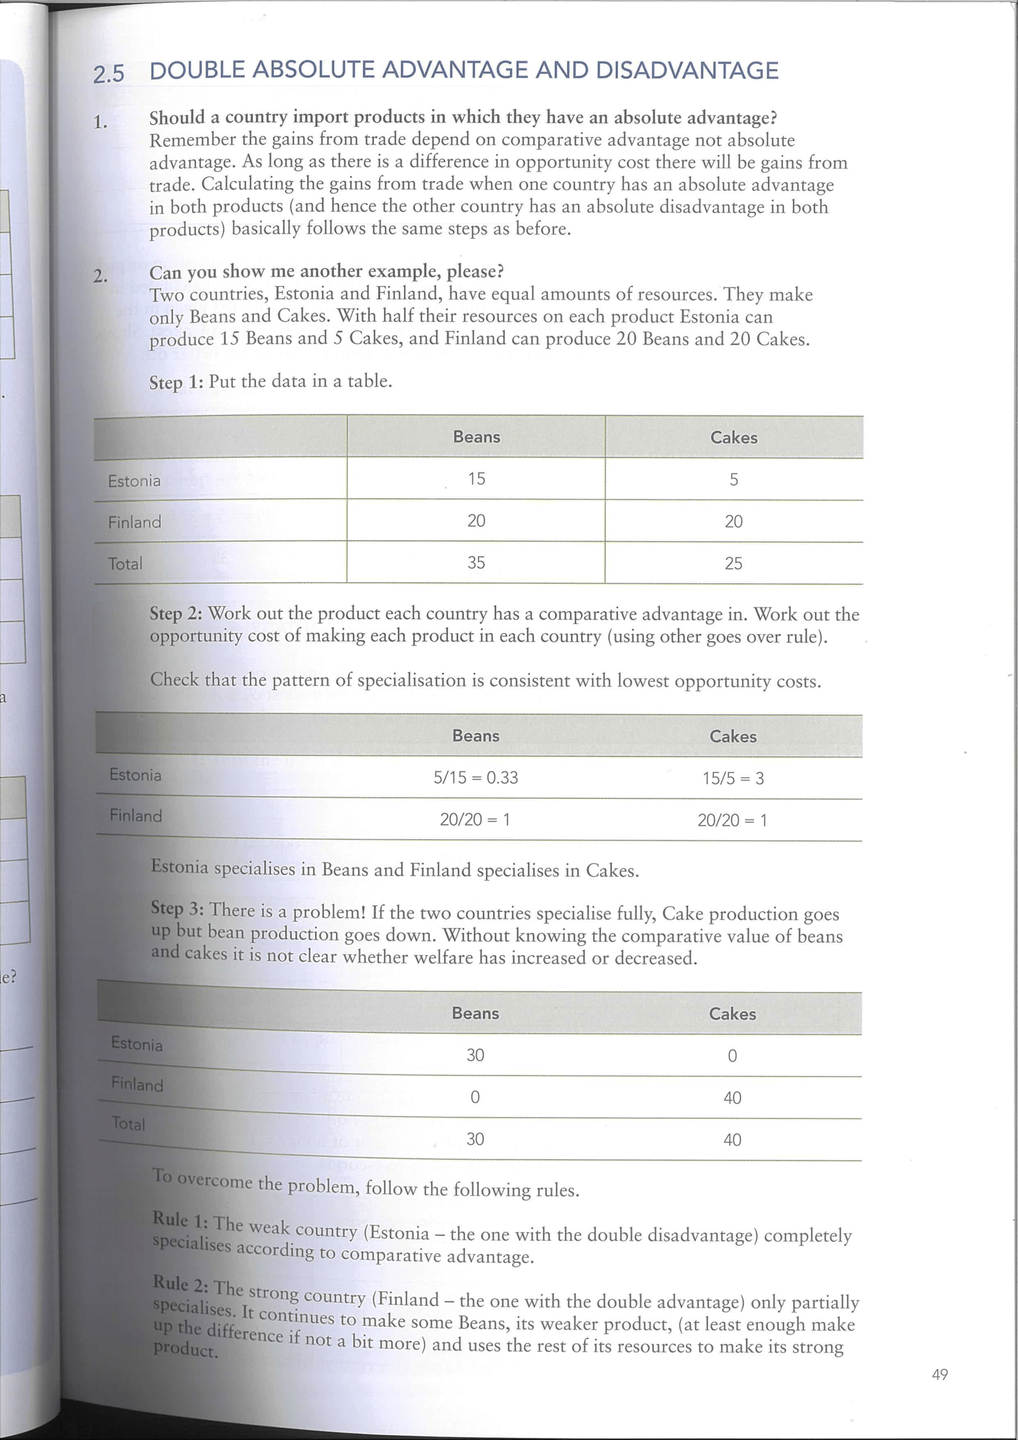 2.5 DOUBLE ABSOLUTE ADVANTAGE AND DISADVANTAGE
1. Should a country import products in which they have an absolute advantage?
Remember the gains from trade depend on comparative advantage not absolute
advantage. As long as there is a difference in opportunity cost there will be gains from
trade. Calculating the gains from trade when one country has an absolute advantage
in both products (and hence the other country has an absolute disadvantage in both
products) basically follows the same steps as before.
2. Can you show me another example, please?
Two countries, Estonia and Finland, have equal amounts of resources. They make
only Beans and Cakes. With half their resources on each product Estonia can
produce 15 Beans and 5 Cakes, and Finland can produce 20 Beans and 20 Cakes.
Step 1: Put the data in a table.
Beans Cakes
Estonia 15 5
Finland 20 20
Total 35 25
Step 2: Work out the product each country has a comparative advantage in. Work out the
opportunity cost of making each product in each country (using other goes over rule).
Check that the pattern of specialisation is consistent with lowest opportunity costs.
Beans Cakes
Estonia 5/15 = 0.33 15/5 = 3
Finland 20/20 = 1 20/20 = 1
Estonia specialises in Beans and Finland specialises in Cakes.
Step 3: There is a problem! If the two countries specialise fully, Cake production goes
up but bean production goes down. Without knowing the comparative value of beans
and cakes it is not clear whether welfare has increased or decreased.
Beans Cakes
Estonia 30 0
Finland 0 40
Total 30 40
To overcome the problem, follow the following rules.
Rule 1: The weak country (Estonia – the one with the double disadvantage) completely
specialises according to comparative advantage.
Rule 2: The strong country (Finland – the one with the double advantage) only partially
specialises. It continues to make some Beans, its weaker product, (at least enough make
up the difference if not a bit more) and uses the rest of its resources to make its strong
product.
49